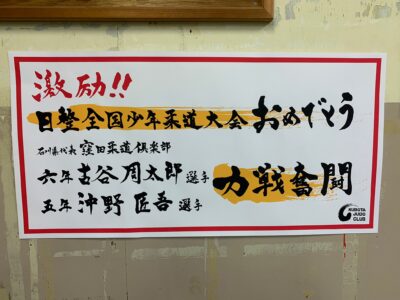 激励!!
日整全国少年柔道大会おめでとう
石川県代表 窪田柔道倶楽部
六年 古谷 周太郎 選手
五年 沖野 匠吾 選手
力戦奮闘
KUBOTA
JUDO
CLUB